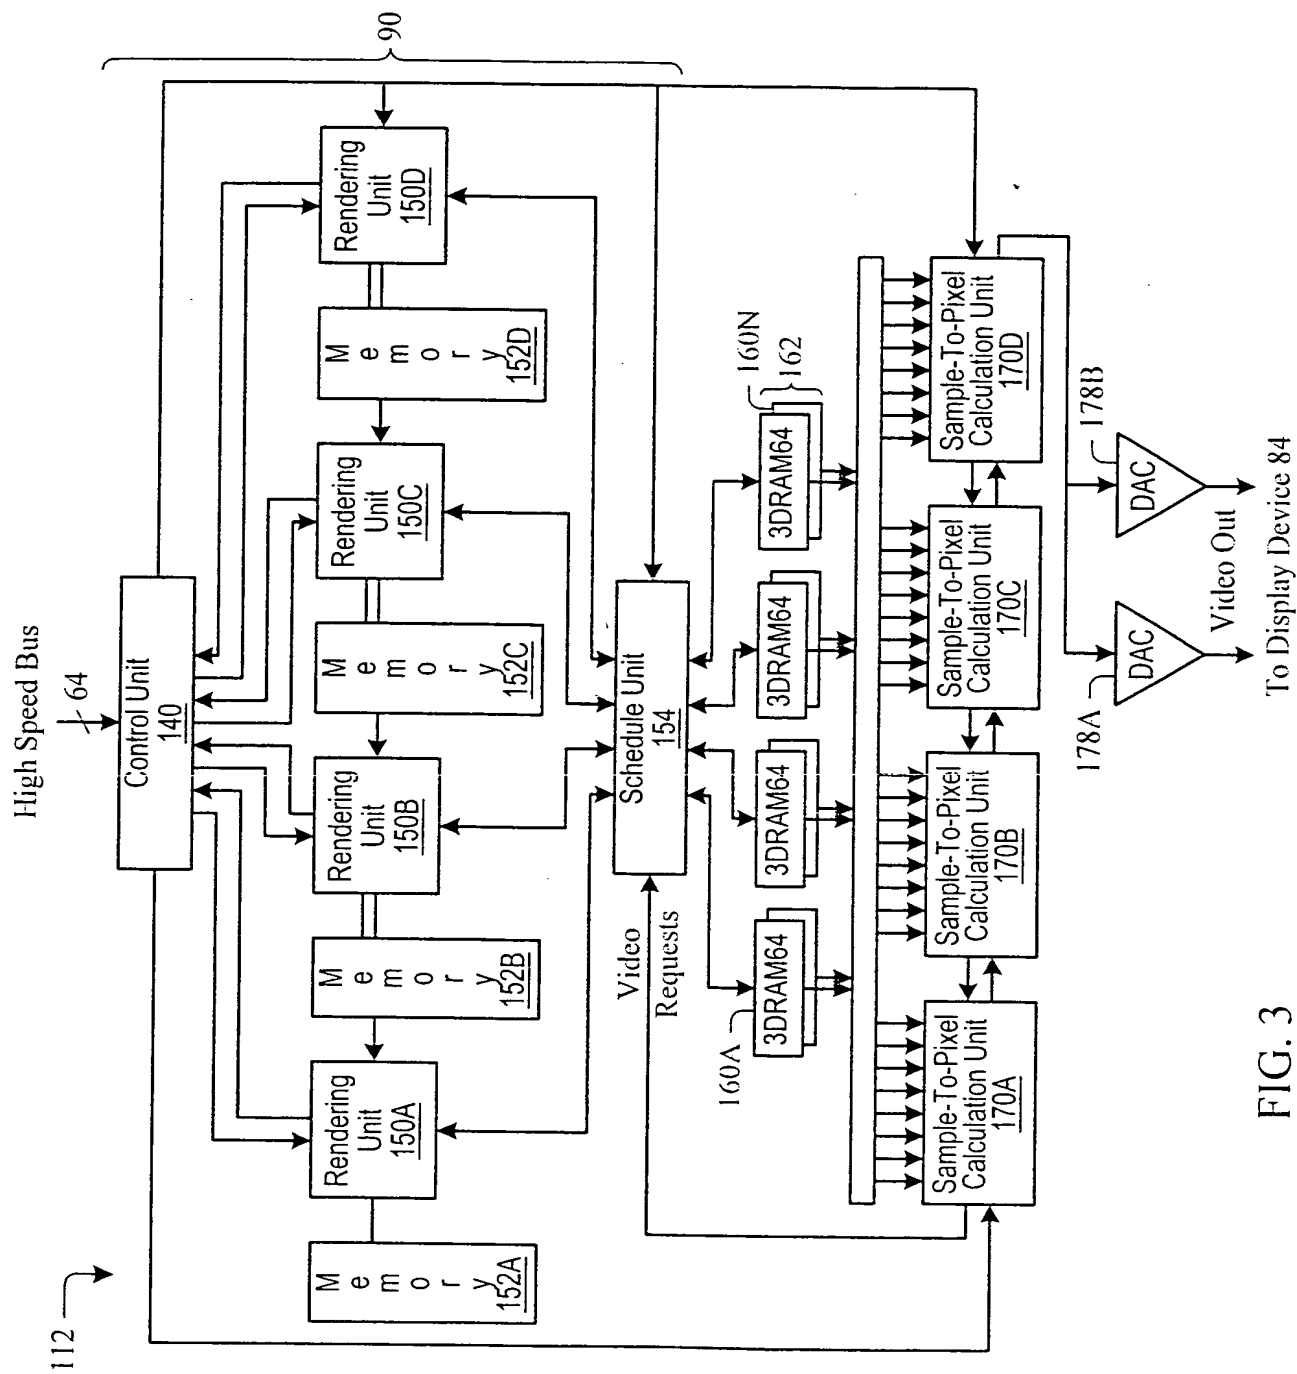 112
High Speed Bus
64
Control Unit
140
90
Memory
152A
Rendering
Unit
150A
Memory
152B
Rendering
Unit
150B
Memory
152C
Rendering
Unit
150C
Memory
152D
Rendering
Unit
150D
Video
Requests
Schedule Unit
154
160A
3DRAM64
3DRAM64
3DRAM64
3DRAM64
160N
162
Sample-To-Pixel
Calculation Unit
170A
Sample-To-Pixel
Calculation Unit
170B
Sample-To-Pixel
Calculation Unit
170C
Sample-To-Pixel
Calculation Unit
170D
178A
DAC
178B
DAC
Video Out
To Display Device 84
FIG. 3